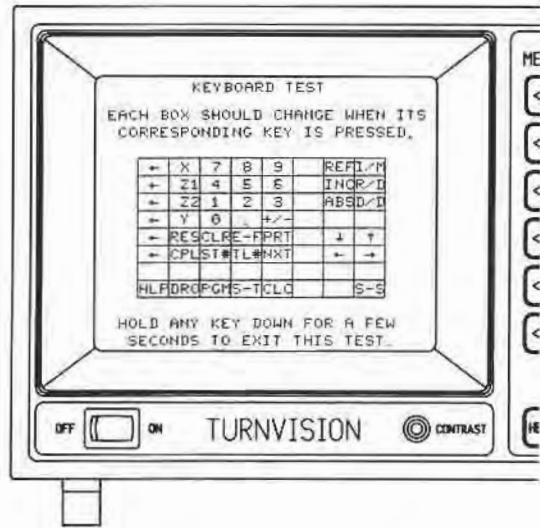 KEYBOARD TEST
EACH BOX SHOULD CHANGE WHEN ITS
CORRESPONDING KEY IS PRESSED.
← X 7 8 9 REF I/M
← Z1 4 5 6 INC R/D
← Z2 1 2 3 ABS D/D
← Y 0 . +/-
← RES CLR E-F PRT ↓ ↑
← CPL ST# TL# NXT ← →
HLP DRO PGM S-T CLC S-S
HOLD ANY KEY DOWN FOR A FEW
SECONDS TO EXIT THIS TEST.
OFF ON TURNVISION CONTRAST
ME
<
<
<
<
<
<
HE